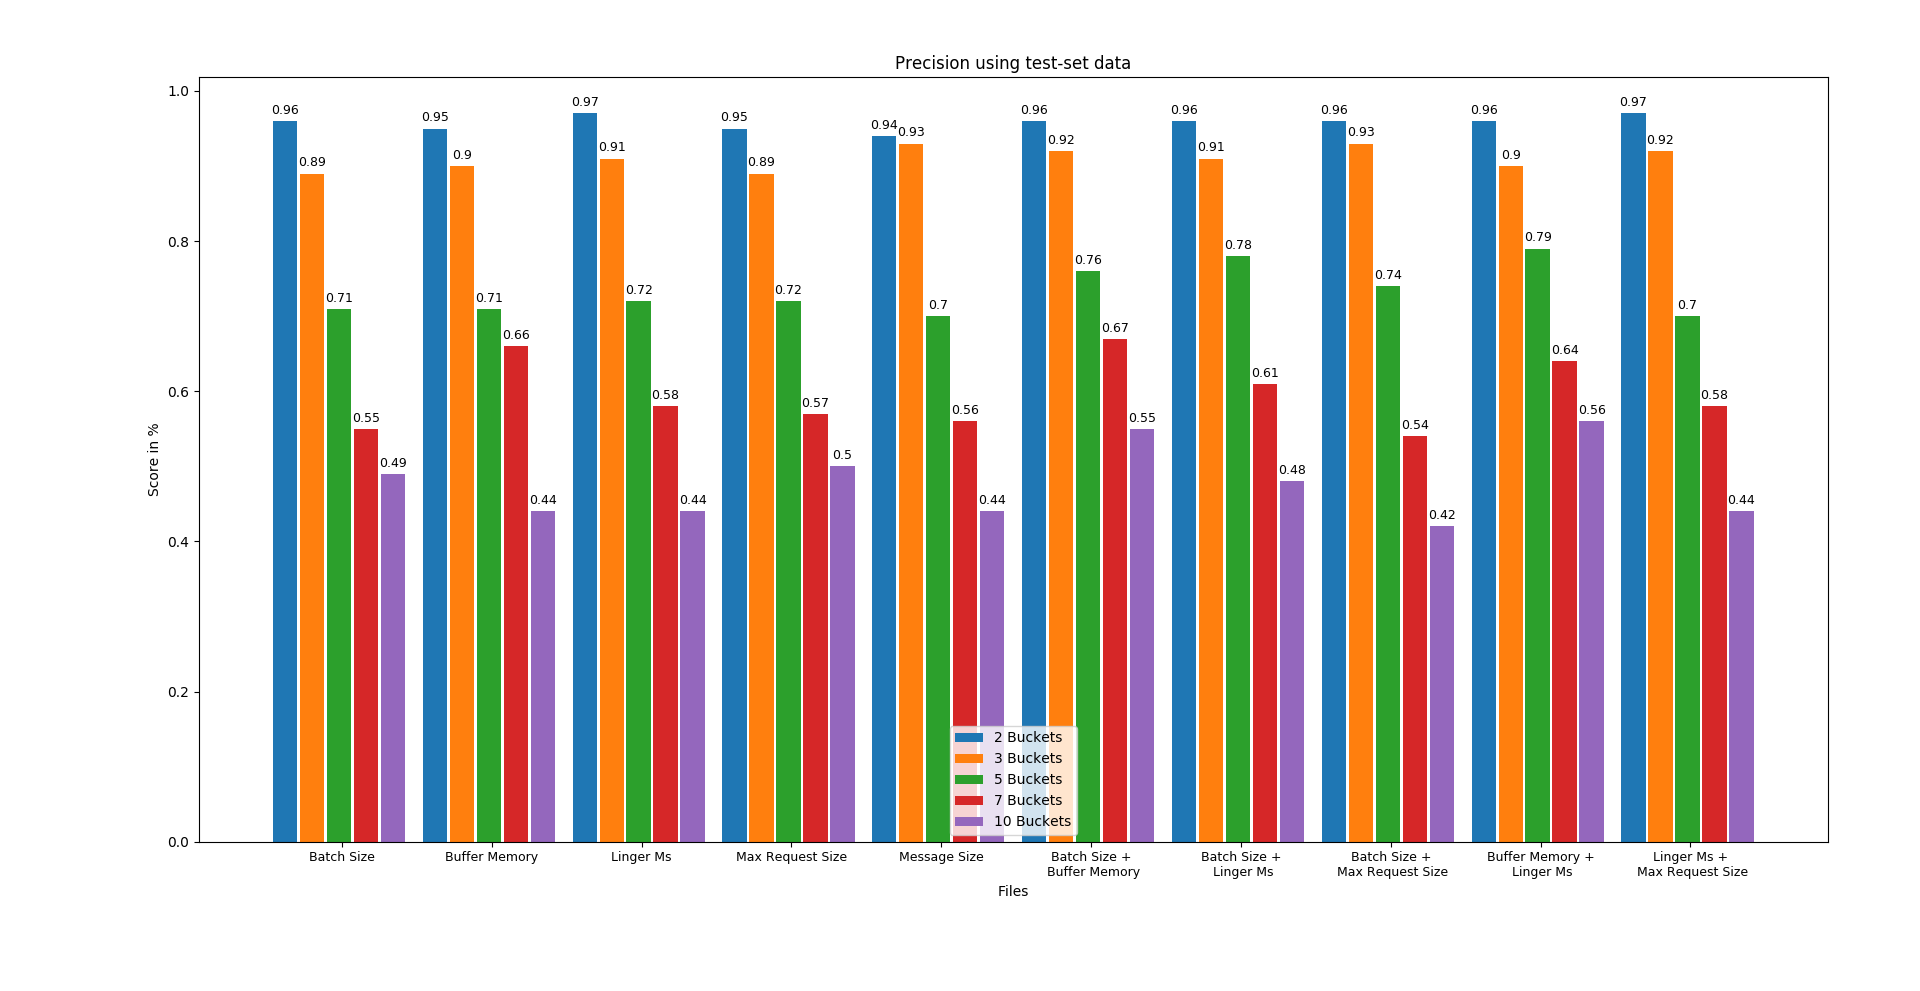 Precision using test-set data
Score in %
1.0
0.8
0.6
0.4
0.2
0.0
0.96 0.89 0.71 0.55 0.49
0.95 0.9 0.71 0.66 0.44
0.97 0.91 0.72 0.58 0.44
0.95 0.89 0.72 0.57 0.5
0.94 0.93 0.7 0.56 0.44
0.96 0.92 0.76 0.67 0.55
0.96 0.91 0.78 0.61 0.48
0.96 0.93 0.74 0.54 0.42
0.96 0.9 0.79 0.64 0.56
0.97 0.92 0.7 0.58 0.44
2 Buckets
3 Buckets
5 Buckets
7 Buckets
10 Buckets
Batch Size
Buffer Memory
Linger Ms
Max Request Size
Message Size
Batch Size +
Buffer Memory
Batch Size +
Linger Ms
Batch Size +
Max Request Size
Buffer Memory +
Linger Ms
Linger Ms +
Max Request Size
Files